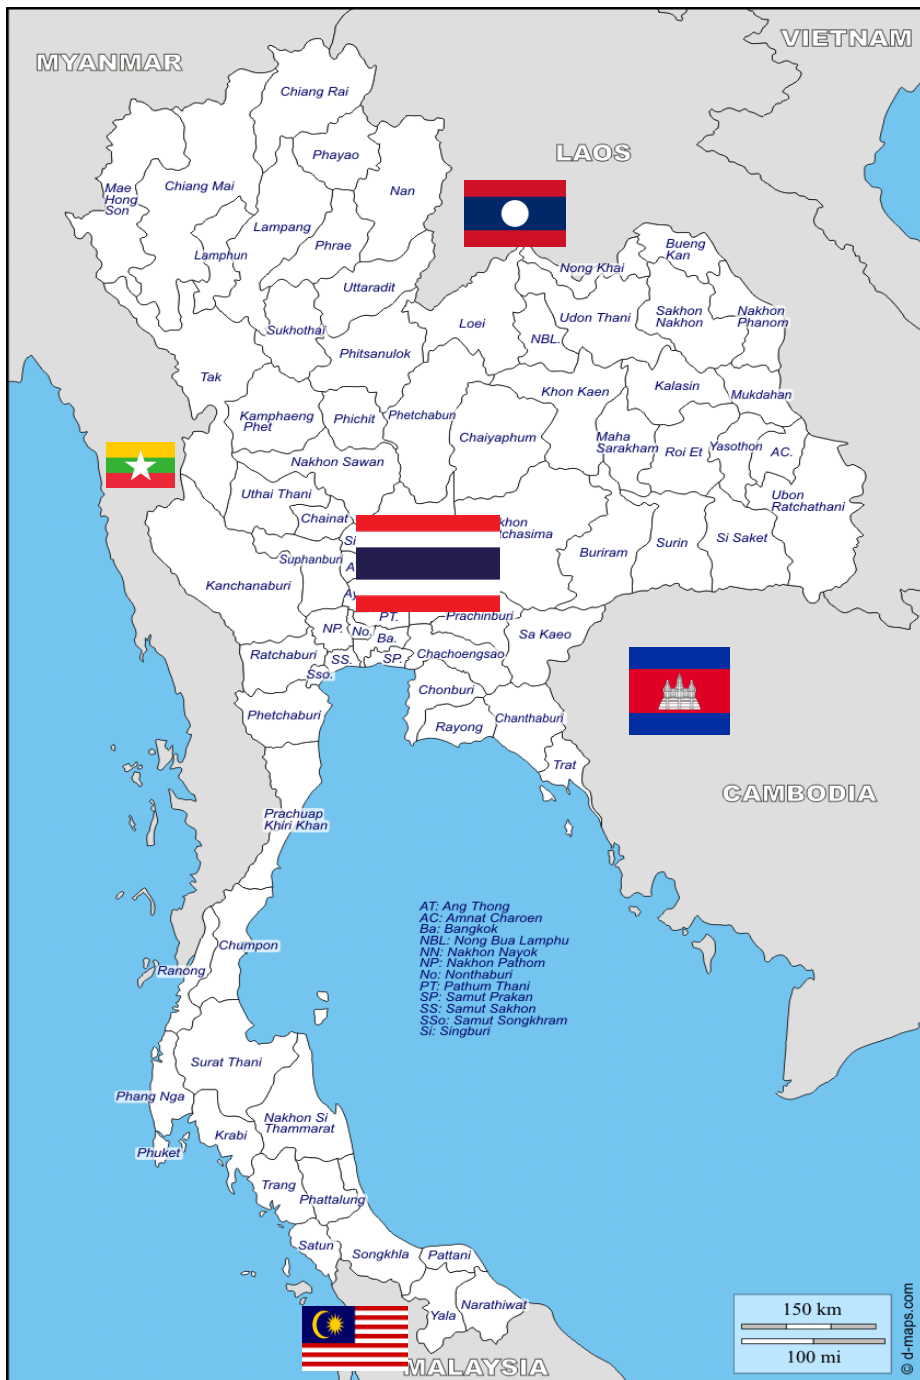 VIETNAM
MYANMAR
Chiang Rai
LAOS
Phayao
Mae
Hong
Son
Chiang Mai
Nan
Lampang
Phrae
Lamphun
Bueng
Kan
Nong Khai
Uttaradit
Sukhothai
Loei
NBL.
Udon Thani
Sakhon
Nakhon
Nakhon
Phanom
Phitsanulok
Tak
Khon Kaen
Kalasin
Mukdahan
Kamphaeng
Phet
Phichit
Phetchabun
Chaiyaphum
Maha
Sarakham
Roi Et
Yasothon
AC.
Nakhon Sawan
Uthai Thani
Ubon
Ratchathani
Chainat
khon
chasima
Si
Suphanburi
A
Buriram
Surin
Si Saket
Kanchanaburi
Ay
PT.
Prachinburi
NP.
No.
Ba.
Sa Kaeo
Ratchaburi
SS.
SP.
Chachoengsao
Sso.
Chonburi
Phetchaburi
Rayong
Chanthaburi
Trat
CAMBODIA
Prachuap
Khiri Khan
AT: Ang Thong
AC: Amnat Charoen
Ba: Bangkok
NBL: Nong Bua Lamphu
NN: Nakhon Nayok
NP: Nakhon Pathom
No: Nonthaburi
PT: Pathum Thani
SP: Samut Prakan
SS: Samut Sakhon
SSo: Samut Songkhram
Si: Singburi
Chumpon
Ranong
Surat Thani
Phang Nga
Nakhon Si
Thammarat
Krabi
Phuket
Trang
Phattalung
Satun
Songkhla
Pattani
Narathiwat
Yala
MALAYSIA
150 km
100 mi
© d-maps.com